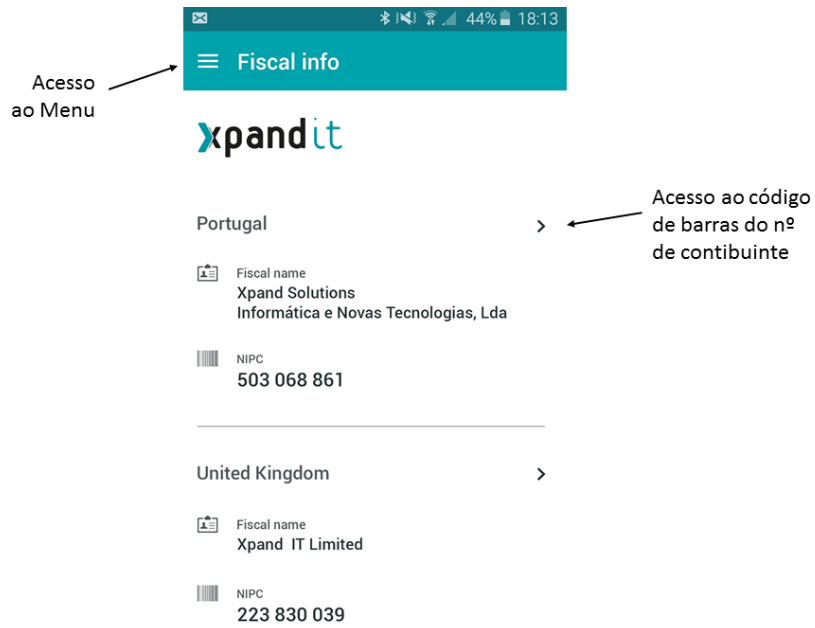 44% 18:13
Fiscal info
Acesso
ao Menu
xpandit
Acesso ao código
de barras do nº
de contibuinte
Portugal
Fiscal name
Xpand Solutions
Informática e Novas Tecnologias, Lda
NIPC
503 068 861
United Kingdom
Fiscal name
Xpand IT Limited
NIPC
223 830 039